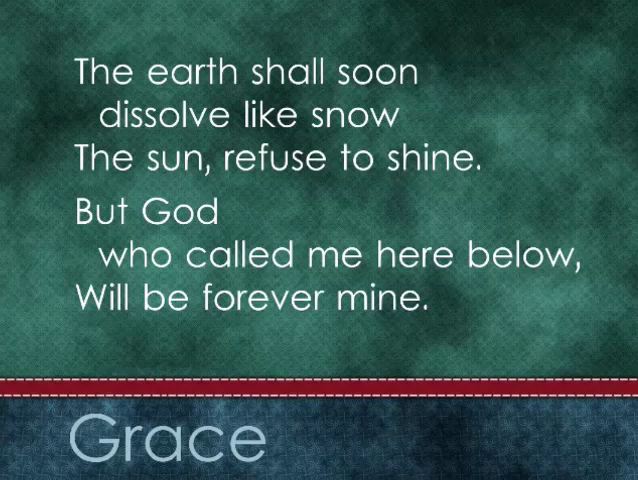 The earth shall soon
dissolve like snow
The sun, refuse to shine.
But God
who called me here below,
Will be forever mine.
Grace